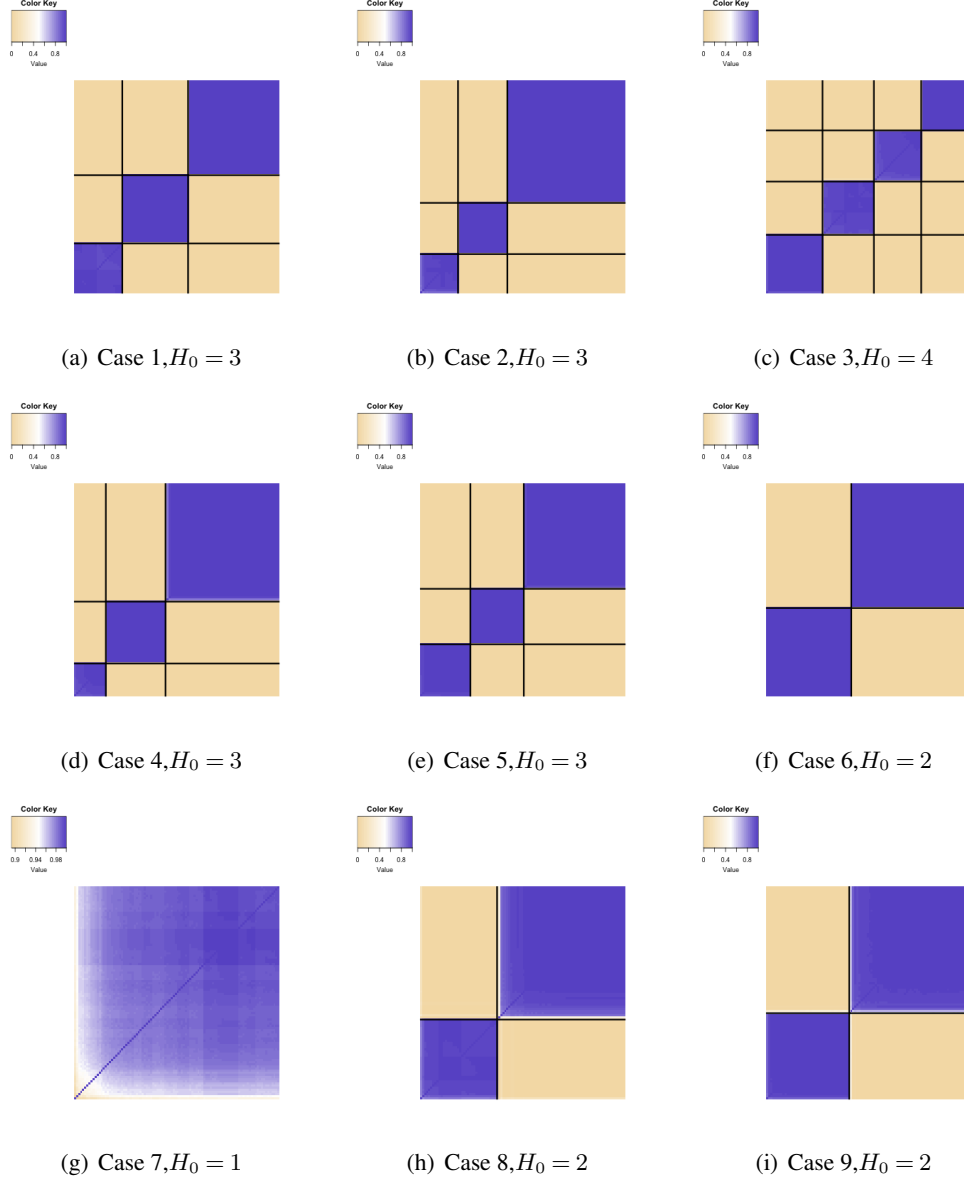 Color Key
0 0.4 0.8
Value
Color Key
0 0.4 0.8
Value
Color Key
0 0.4 0.8
Value
(a) Case 1,H₀ = 3
(b) Case 2,H₀ = 3
(c) Case 3,H₀ = 4
Color Key
0 0.4 0.8
Value
Color Key
0 0.4 0.8
Value
Color Key
0 0.4 0.8
Value
(d) Case 4,H₀ = 3
(e) Case 5,H₀ = 3
(f) Case 6,H₀ = 2
Color Key
0.9 0.94 0.98
Value
Color Key
0 0.4 0.8
Value
Color Key
0 0.4 0.8
Value
(g) Case 7,H₀ = 1
(h) Case 8,H₀ = 2
(i) Case 9,H₀ = 2